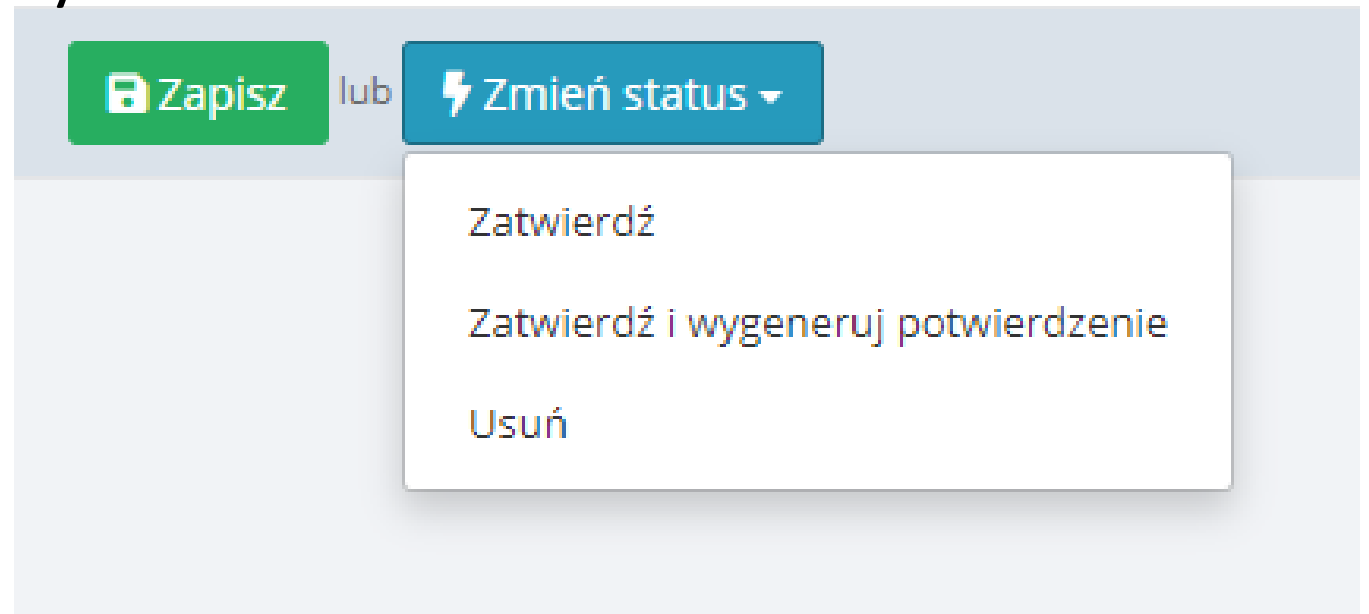 Zapisz lub Zmień status
Zatwierdź
Zatwierdź i wygeneruj potwierdzenie
Usuń